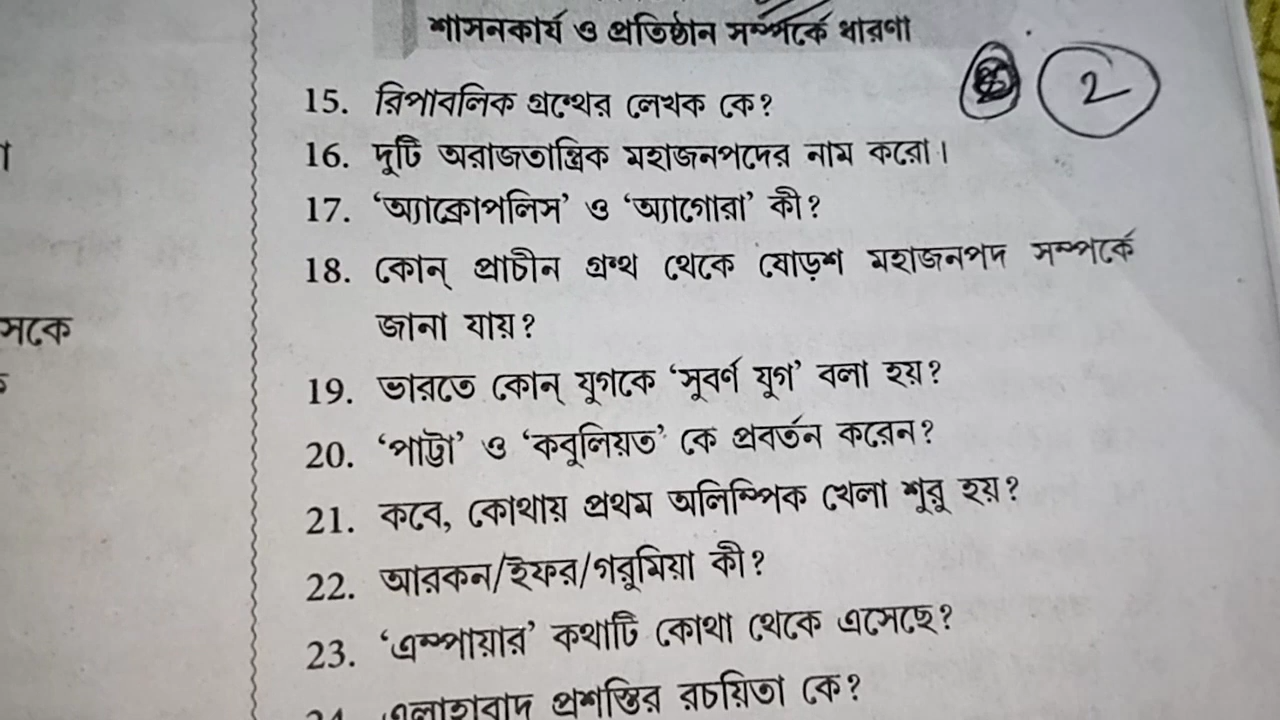 শাসনকার্য ও প্রতিষ্ঠান সম্পর্কে ধারণা
2
15. রিপাবলিক গ্রন্থের লেখক কে?
16. দুটি অরাজতান্ত্রিক মহাজনপদের নাম করো।
17. ‘অ্যাক্রোপলিস’ ও ‘অ্যাগোরা’ কী?
18. কোন্ প্রাচীন গ্রন্থ থেকে ষোড়শ মহাজনপদ সম্পর্কে
জানা যায়?
সকে
19. ভারতে কোন্ যুগকে ‘সুবর্ণ যুগ’ বলা হয়?
20. ‘পাট্টা’ ও ‘কবুলিয়ত’ কে প্রবর্তন করেন?
21. কবে, কোথায় প্রথম অলিম্পিক খেলা শুরু হয়?
22. আরকন/ইফর/গরুমিয়া কী?
23. ‘এম্পায়ার’ কথাটি কোথা থেকে এসেছে?
24. এলাহাবাদ প্রশস্তির রচয়িতা কে?